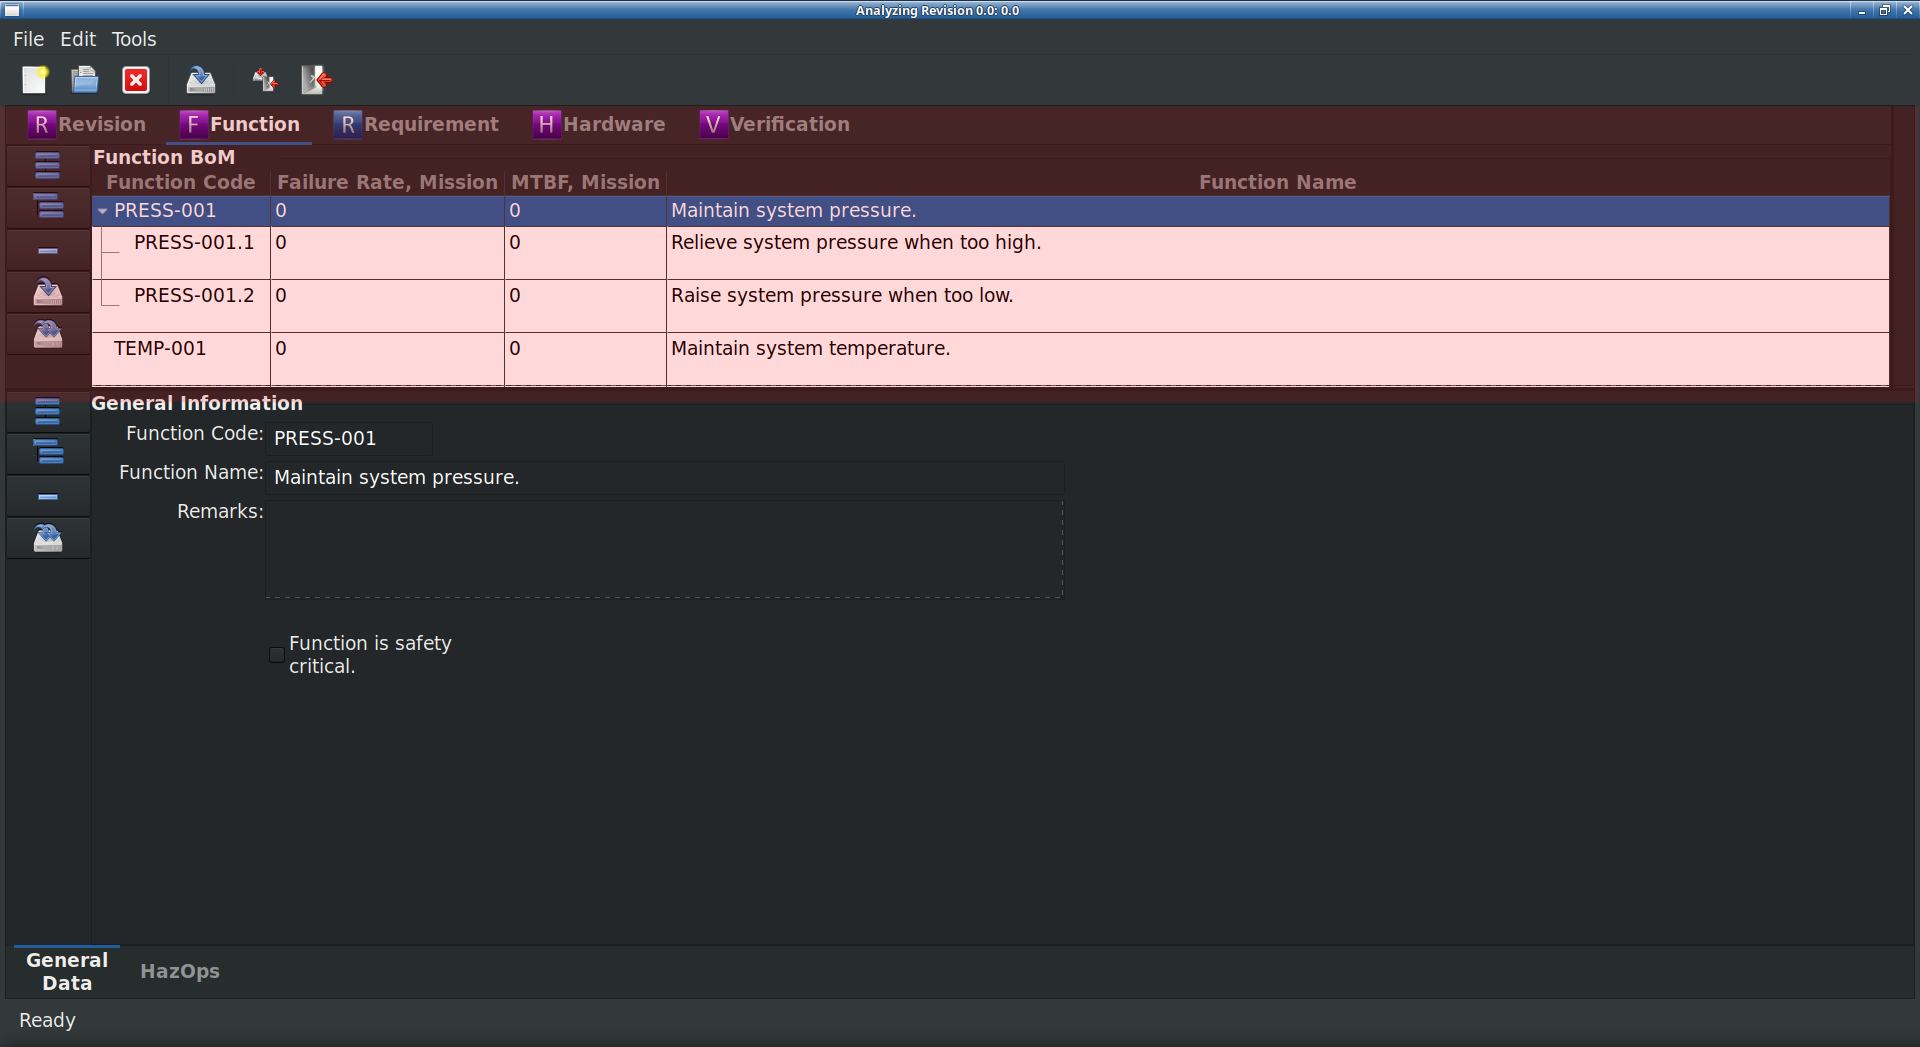 Analyzing Revision 0.0: 0.0
File Edit Tools
R Revision F Function R Requirement H Hardware V Verification
Function BoM
Function Code Failure Rate, Mission MTBF, Mission Function Name
PRESS-001 0 0 Maintain system pressure.
PRESS-001.1 0 0 Relieve system pressure when too high.
PRESS-001.2 0 0 Raise system pressure when too low.
TEMP-001 0 0 Maintain system temperature.
General Information
Function Code: PRESS-001
Function Name: Maintain system pressure.
Remarks:
Function is safety
critical.
General
Data
HazOps
Ready